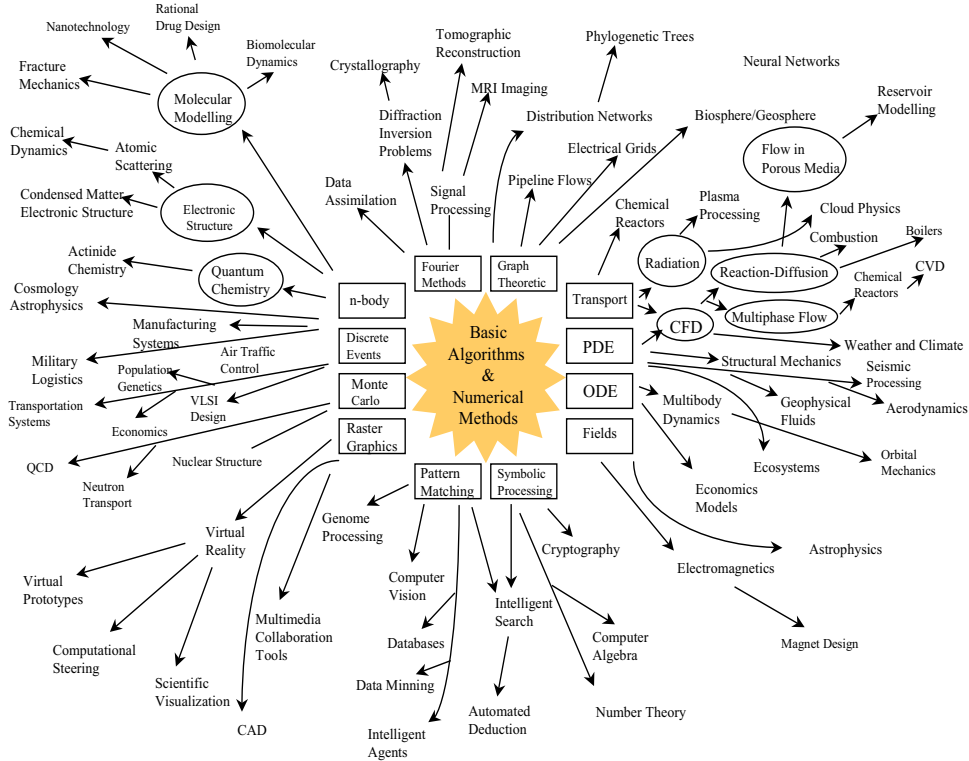 Nanotechnology
Rational
Drug Design
Biomolecular
Dynamics
Fracture
Mechanics
Molecular
Modelling
Chemical
Dynamics
Atomic
Scattering
Condensed Matter
Electronic Structure
Electronic
Structure
Actinide
Chemistry
Quantum
Chemistry
Cosmology
Astrophysics
Crystallography
Tomographic
Reconstruction
MRI Imaging
Diffraction
Inversion
Problems
Data
Assimilation
Signal
Processing
Phylogenetic Trees
Distribution Networks
Electrical Grids
Pipeline Flows
Neural Networks
Biosphere/Geosphere
Reservoir
Modelling
Flow in
Porous Media
Chemical
Reactors
Plasma
Processing
Cloud Physics
Combustion
Boilers
Radiation
Reaction-Diffusion
Chemical
Reactors
CVD
CFD
Multiphase Flow
Weather and Climate
Structural Mechanics
Seismic
Processing
Geophysical
Fluids
Aerodynamics
Multibody
Dynamics
Ecosystems
Orbital
Mechanics
Economics
Models
Fourier
Methods
Graph
Theoretic
n-body
Discrete
Events
Monte
Carlo
Raster
Graphics
Basic
Algorithms
&
Numerical
Methods
Transport
PDE
ODE
Fields
Pattern
Matching
Symbolic
Processing
Manufacturing
Systems
Military
Logistics
Air Traffic
Control
Population
Genetics
Transportation
Systems
VLSI
Design
Economics
QCD
Nuclear Structure
Neutron
Transport
Virtual
Reality
Virtual
Prototypes
Computational
Steering
Scientific
Visualization
CAD
Multimedia
Collaboration
Tools
Genome
Processing
Computer
Vision
Databases
Data Minning
Intelligent
Agents
Intelligent
Search
Automated
Deduction
Cryptography
Computer
Algebra
Number Theory
Electromagnetics
Astrophysics
Magnet Design